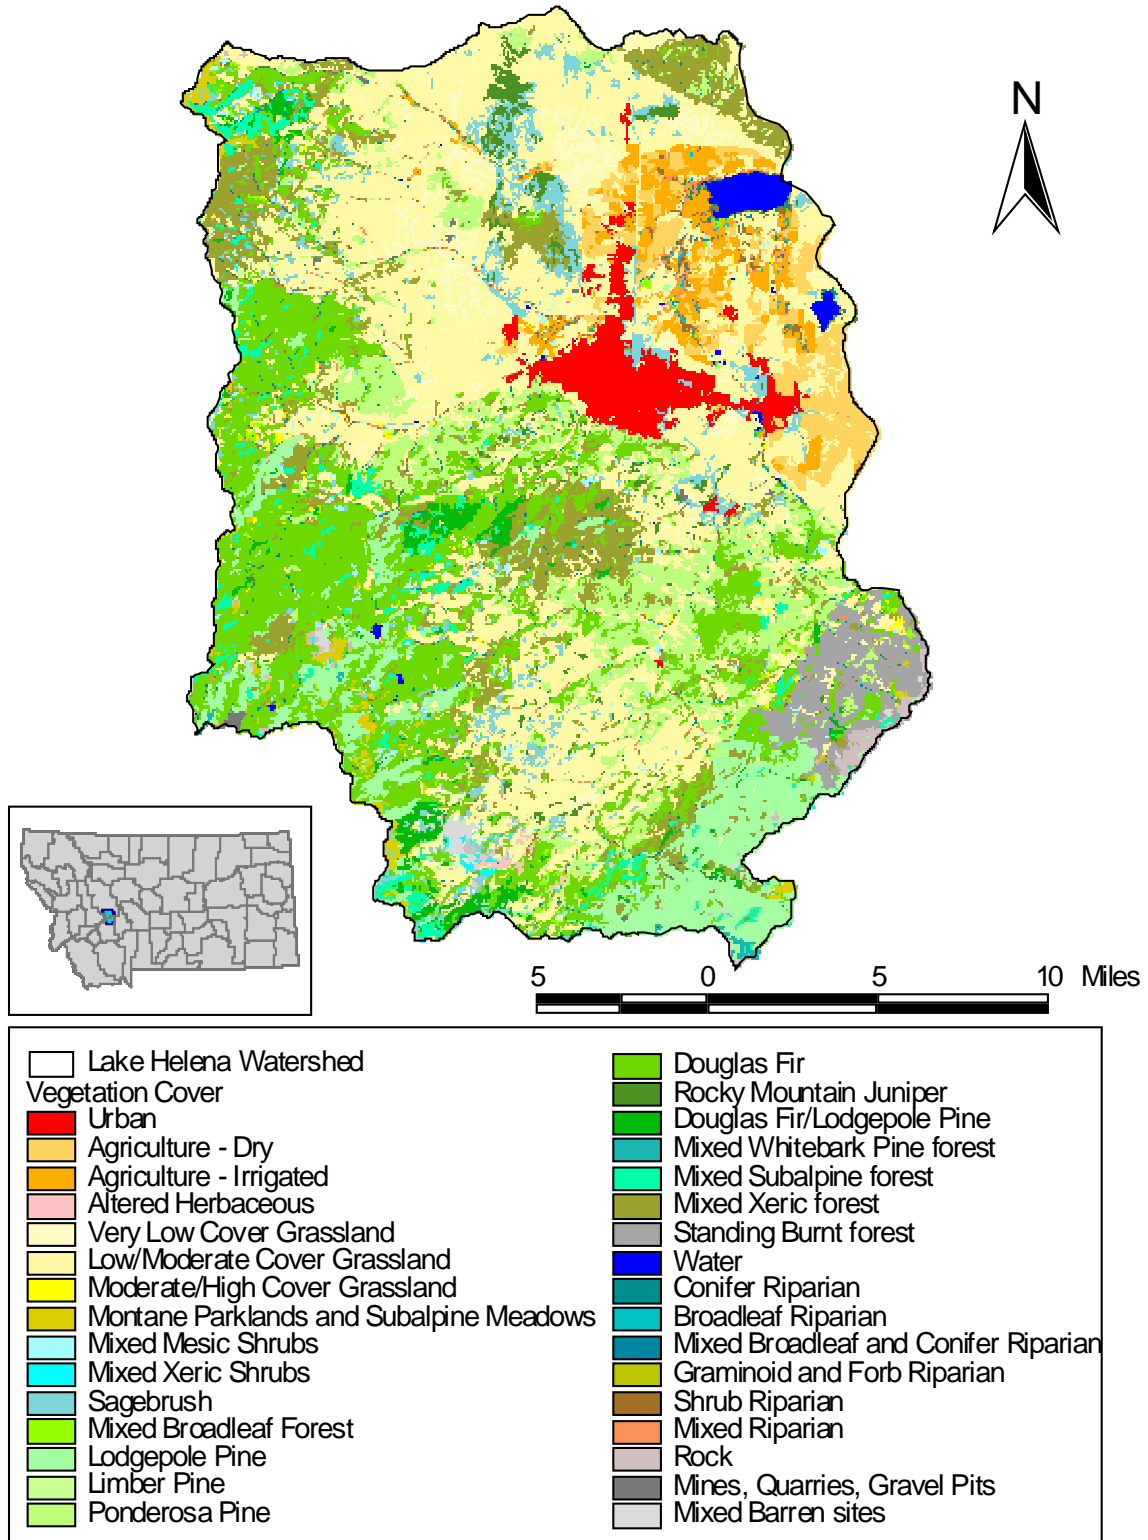 N
5 0 5 10 Miles
Lake Helena Watershed
Vegetation Cover
Urban
Agriculture - Dry
Agriculture - Irrigated
Altered Herbaceous
Very Low Cover Grassland
Low/Moderate Cover Grassland
Moderate/High Cover Grassland
Montane Parklands and Subalpine Meadows
Mixed Mesic Shrubs
Mixed Xeric Shrubs
Sagebrush
Mixed Broadleaf Forest
Lodgepole Pine
Limber Pine
Ponderosa Pine
Douglas Fir
Rocky Mountain Juniper
Douglas Fir/Lodgepole Pine
Mixed Whitebark Pine forest
Mixed Subalpine forest
Mixed Xeric forest
Standing Burnt forest
Water
Conifer Riparian
Broadleaf Riparian
Mixed Broadleaf and Conifer Riparian
Graminoid and Forb Riparian
Shrub Riparian
Mixed Riparian
Rock
Mines, Quarries, Gravel Pits
Mixed Barren sites